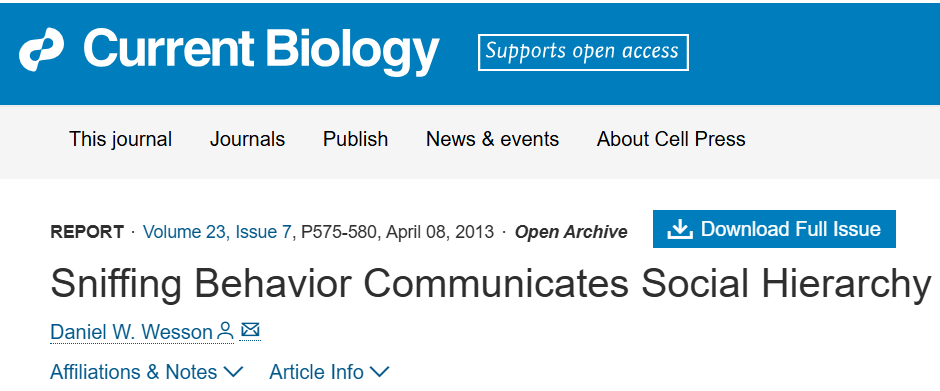 Current Biology
Supports open access
This journal Journals Publish News & events About Cell Press
REPORT · Volume 23, Issue 7, P575-580, April 08, 2013 · Open Archive
Download Full Issue
Sniffing Behavior Communicates Social Hierarchy
Daniel W. Wesson
Affiliations & Notes Article Info